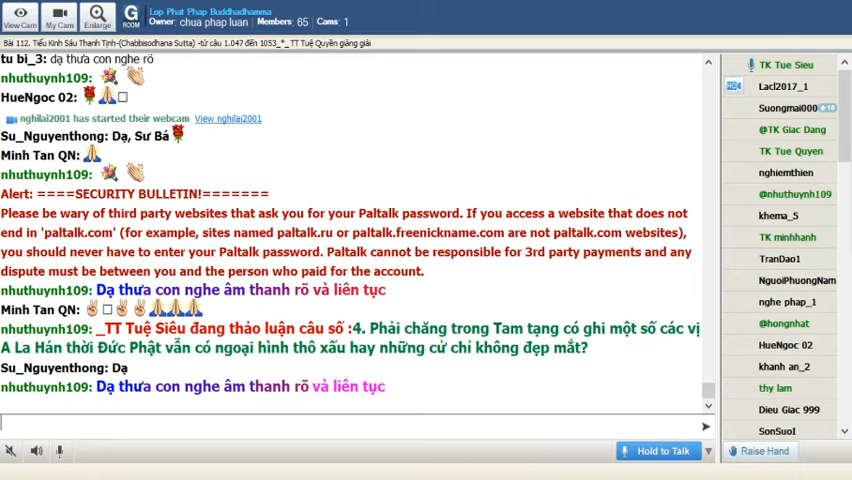 View Cam
My Cam
Enlarge
G
ROOM
Lop Phat Phap Buddhadhamma
Owner: chua phap luan Members: 65 Cams: 1
Bài 112. Tiểu Kinh Sáu Thanh Tịnh-(Chabbisodhana Sutta) -từ câu 1.047 đến 1053_*_ TT Tuệ Quyền giảng giải
tu bi_3: dạ thưa con nghe rõ
nhuthuynh109:
HueNgoc 02:
nghilai2001 has started their webcam View nghilai2001
Su_Nguyenthong: Dạ, Sư Bá
Minh Tan QN:
nhuthuynh109:
Alert: ====SECURITY BULLETIN!=======
Please be wary of third party websites that ask you for your Paltalk password. If you access a website that does not
end in 'paltalk.com' (for example, sites named paltalk.ru or paltalk.freenickname.com are not paltalk.com websites),
you should never have to enter your Paltalk password. Paltalk cannot be responsible for 3rd party payments and any
dispute must be between you and the person who paid for the account.
nhuthuynh109: Dạ thưa con nghe âm thanh rõ và liên tục
Minh Tan QN:
nhuthuynh109: _TT Tuệ Siêu đang thảo luận câu số :4. Phải chăng trong Tam tạng có ghi một số các vị
A La Hán thời Đức Phật vẫn có ngoại hình thô xấu hay những cử chỉ không đẹp mắt?
Su_Nguyenthong: Dạ
nhuthuynh109: Dạ thưa con nghe âm thanh rõ và liên tục
Hold to Talk
TK Tue Sieu
HD
Lacl2017_1
Suongmai000
@TK Giac Dang
TK Tue Quyen
nghiemthien
@nhuthuynh109
khema_5
TK minhhanh
TranDao1
NguoiPhuongNam
nghe phap_1
@hongnhat
HueNgoc 02
khanh an_2
thy lam
Dieu Giac 999
SonSuoI
Raise Hand